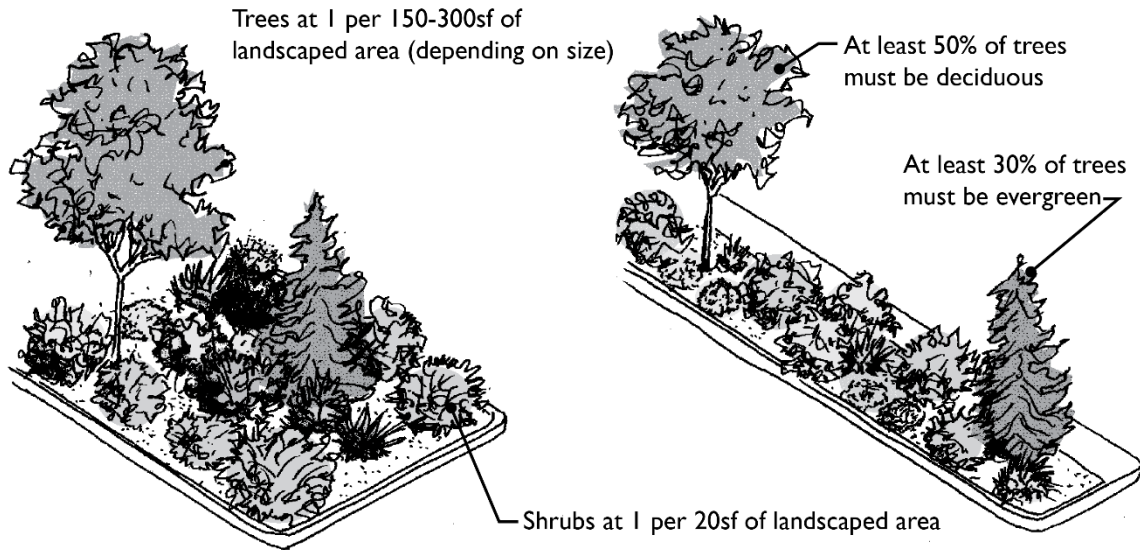 Trees at 1 per 150-300sf of
landscaped area (depending on size)
At least 50% of trees
must be deciduous
At least 30% of trees
must be evergreen
Shrubs at 1 per 20sf of landscaped area